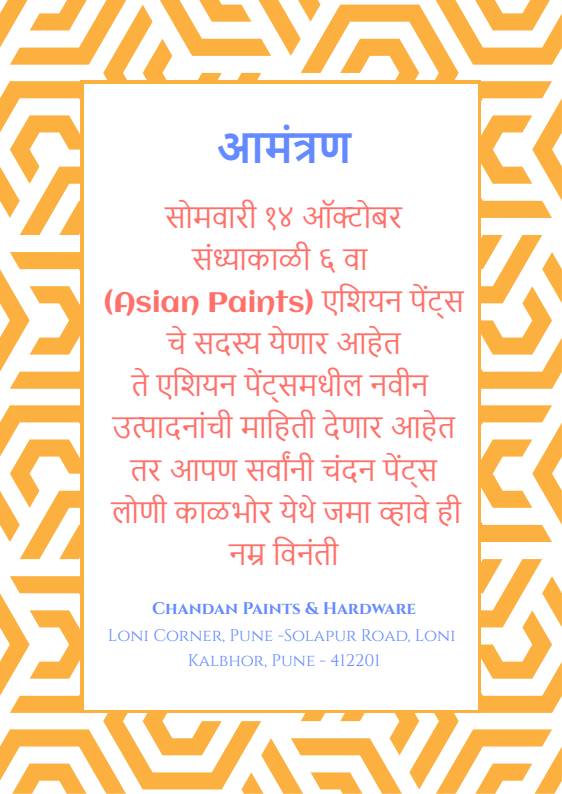 आमंत्रण
सोमवारी १४ ऑक्टोबर
संध्याकाळी ६ वा
(Asian Paints) एशियन पेंट्स
चे सदस्य येणार आहेत
ते एशियन पेंट्समधील नवीन
उत्पादनांची माहिती देणार आहेत
तर आपण सर्वांनी चंदन पेंट्स
लोणी काळभोर येथे जमा व्हावे ही
नम्र विनंती
Chandan Paints & Hardware
Loni Corner, Pune -Solapur Road, Loni
Kalbhor, Pune - 412201